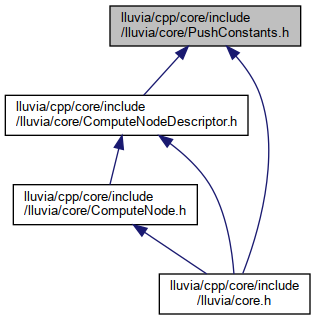 lluvia/cpp/core/include
/lluvia/core/PushConstants.h
lluvia/cpp/core/include
/lluvia/core/ComputeNodeDescriptor.h
lluvia/cpp/core/include
/lluvia/core/ComputeNode.h
lluvia/cpp/core/include
/lluvia/core.h